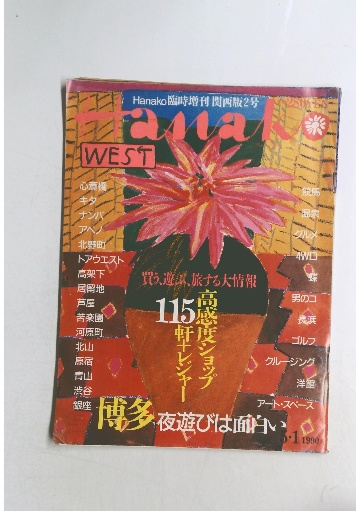 Hanako臨時増刊 関西版2号
Hanako
WEST
心斎橋
キタ
ナンバ
アベノ
北野町
トアウエスト
高架下
居留地
芦屋
苦楽園
河原町
北山
原宿
青山
渋谷
銀座
競馬
グルメ
4WD
蝶
男のコ
長浜
ゴルフ
クルージング
洋館
アート・スペース
買う、遊ぶ、旅する大情報
高感度ショップ
115軒+レジャー
博多 夜遊びは面白い
1990